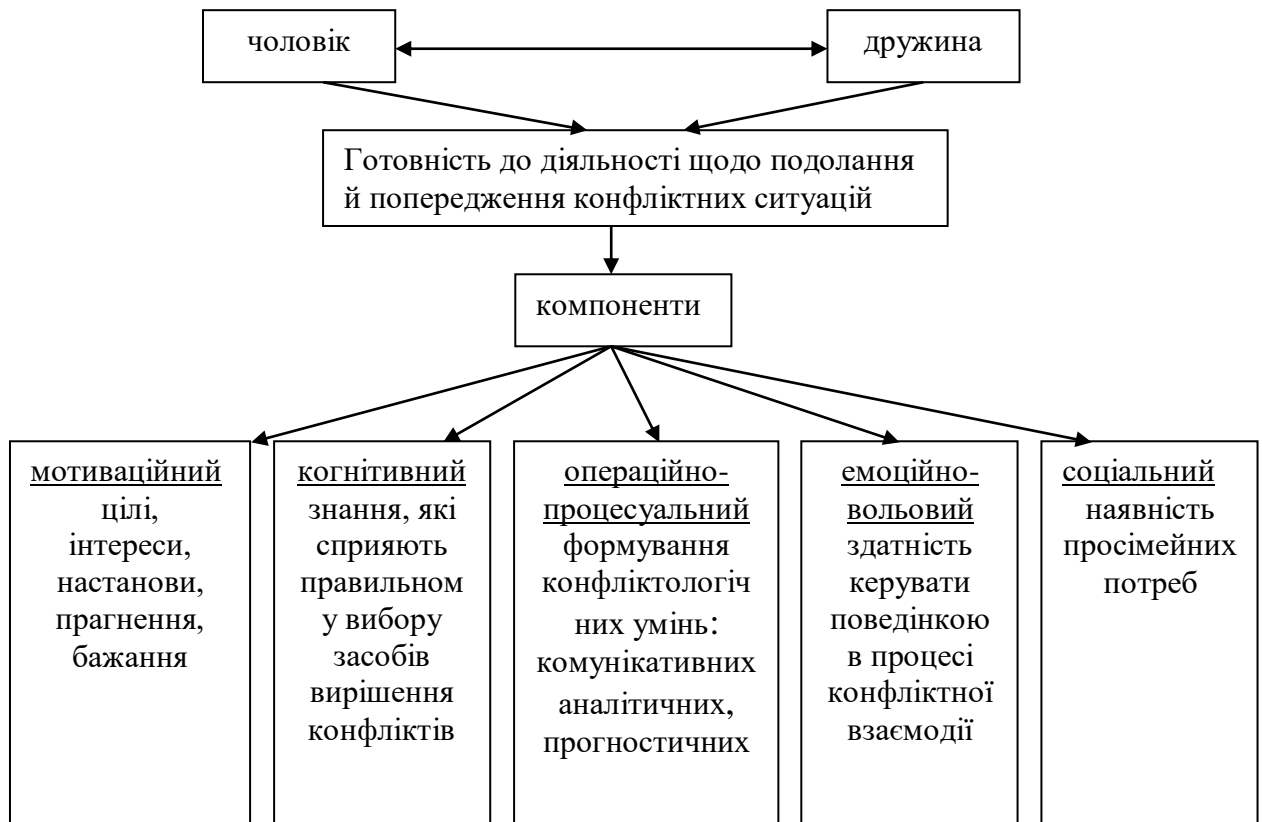 чоловік
дружина
Готовність до діяльності щодо подолання
й попередження конфліктних ситуацій
компоненти
мотиваційний
цілі,
інтереси,
настанови,
прагнення,
бажання
когнітивний
знання, які
сприяють
правильном
у вибору
засобів
вирішення
конфліктів
операційно-
процесуальний
формування
конфліктологіч
них умінь:
комунікативних
аналітичних,
прогностичних
емоційно-
вольовий
здатність
керувати
поведінкою
в процесі
конфліктної
взаємодії
соціальний
наявність
просімейних
потреб